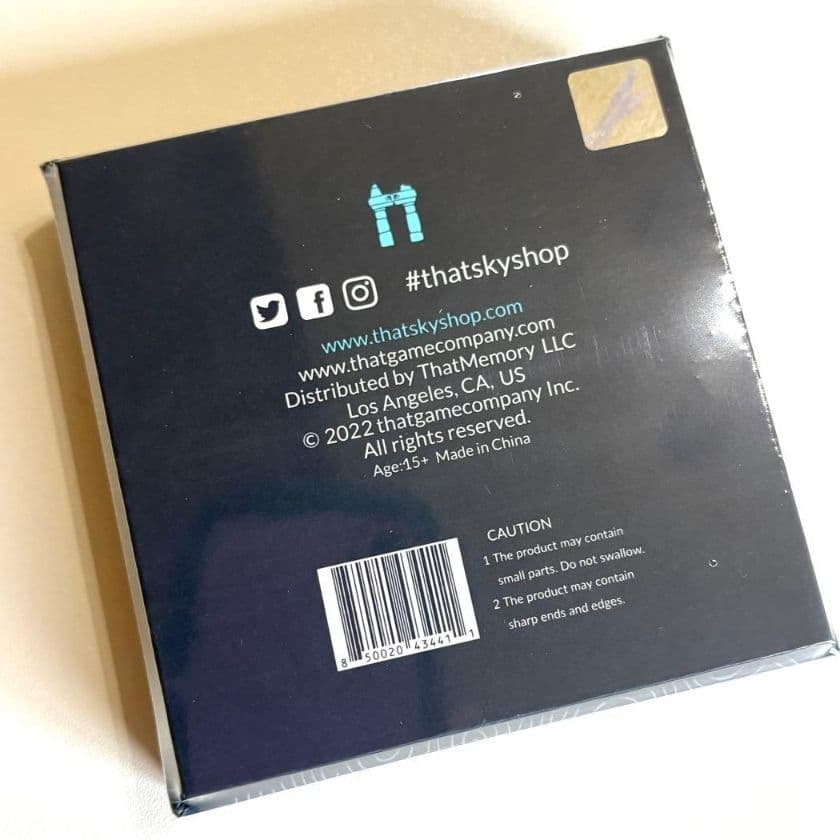 #thatskyshop
www.thatskyshop.com
www.thatgamecompany.com
Distributed by ThatMemory LLC
Los Angeles, CA, US
© 2022 thatgamecompany Inc.
All rights reserved.
Age:15+ Made in China
CAUTION
1 The product may contain
small parts. Do not swallow.
2 The product may contain
sharp ends and edges.
8 50020 43441 1